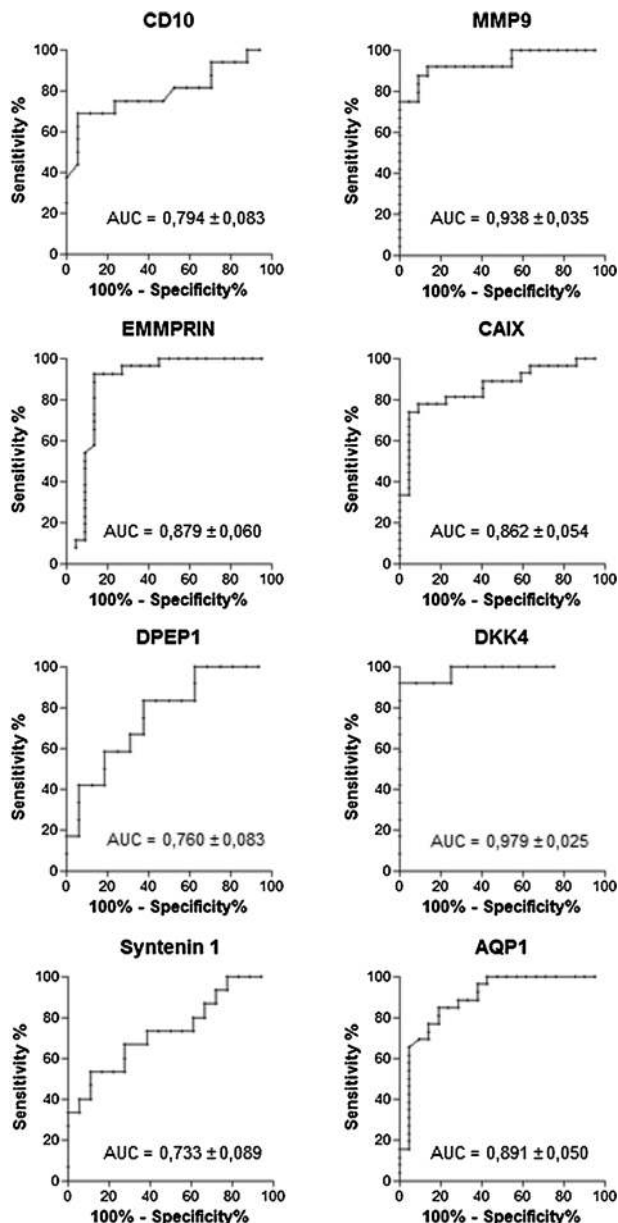 CD10
100
80
60
40
20
0
Sensitivity %
AUC = 0,794 ± 0,083
0 20 40 60 80 100
100% - Specificity%
MMP9
100
80
60
40
20
0
Sensitivity %
AUC = 0,938 ± 0,035
0 20 40 60 80 100
100% - Specificity%
EMMPRIN
100
80
60
40
20
0
Sensitivity %
AUC = 0,879 ± 0,060
0 20 40 60 80 100
100% - Specificity%
CAIX
100
80
60
40
20
0
Sensitivity %
AUC = 0,862 ± 0,054
0 20 40 60 80 100
100% - Specificity%
DPEP1
100
80
60
40
20
0
Sensitivity %
AUC = 0,760 ± 0,083
0 20 40 60 80 100
100% - Specificity%
DKK4
100
80
60
40
20
0
Sensitivity %
AUC = 0,979 ± 0,025
0 20 40 60 80 100
100% - Specificity%
Syntenin 1
100
80
60
40
20
0
Sensitivity %
AUC = 0,733 ± 0,089
0 20 40 60 80 100
100% - Specificity%
AQP1
100
80
60
40
20
0
Sensitivity %
AUC = 0,891 ± 0,050
0 20 40 60 80 100
100% - Specificity%